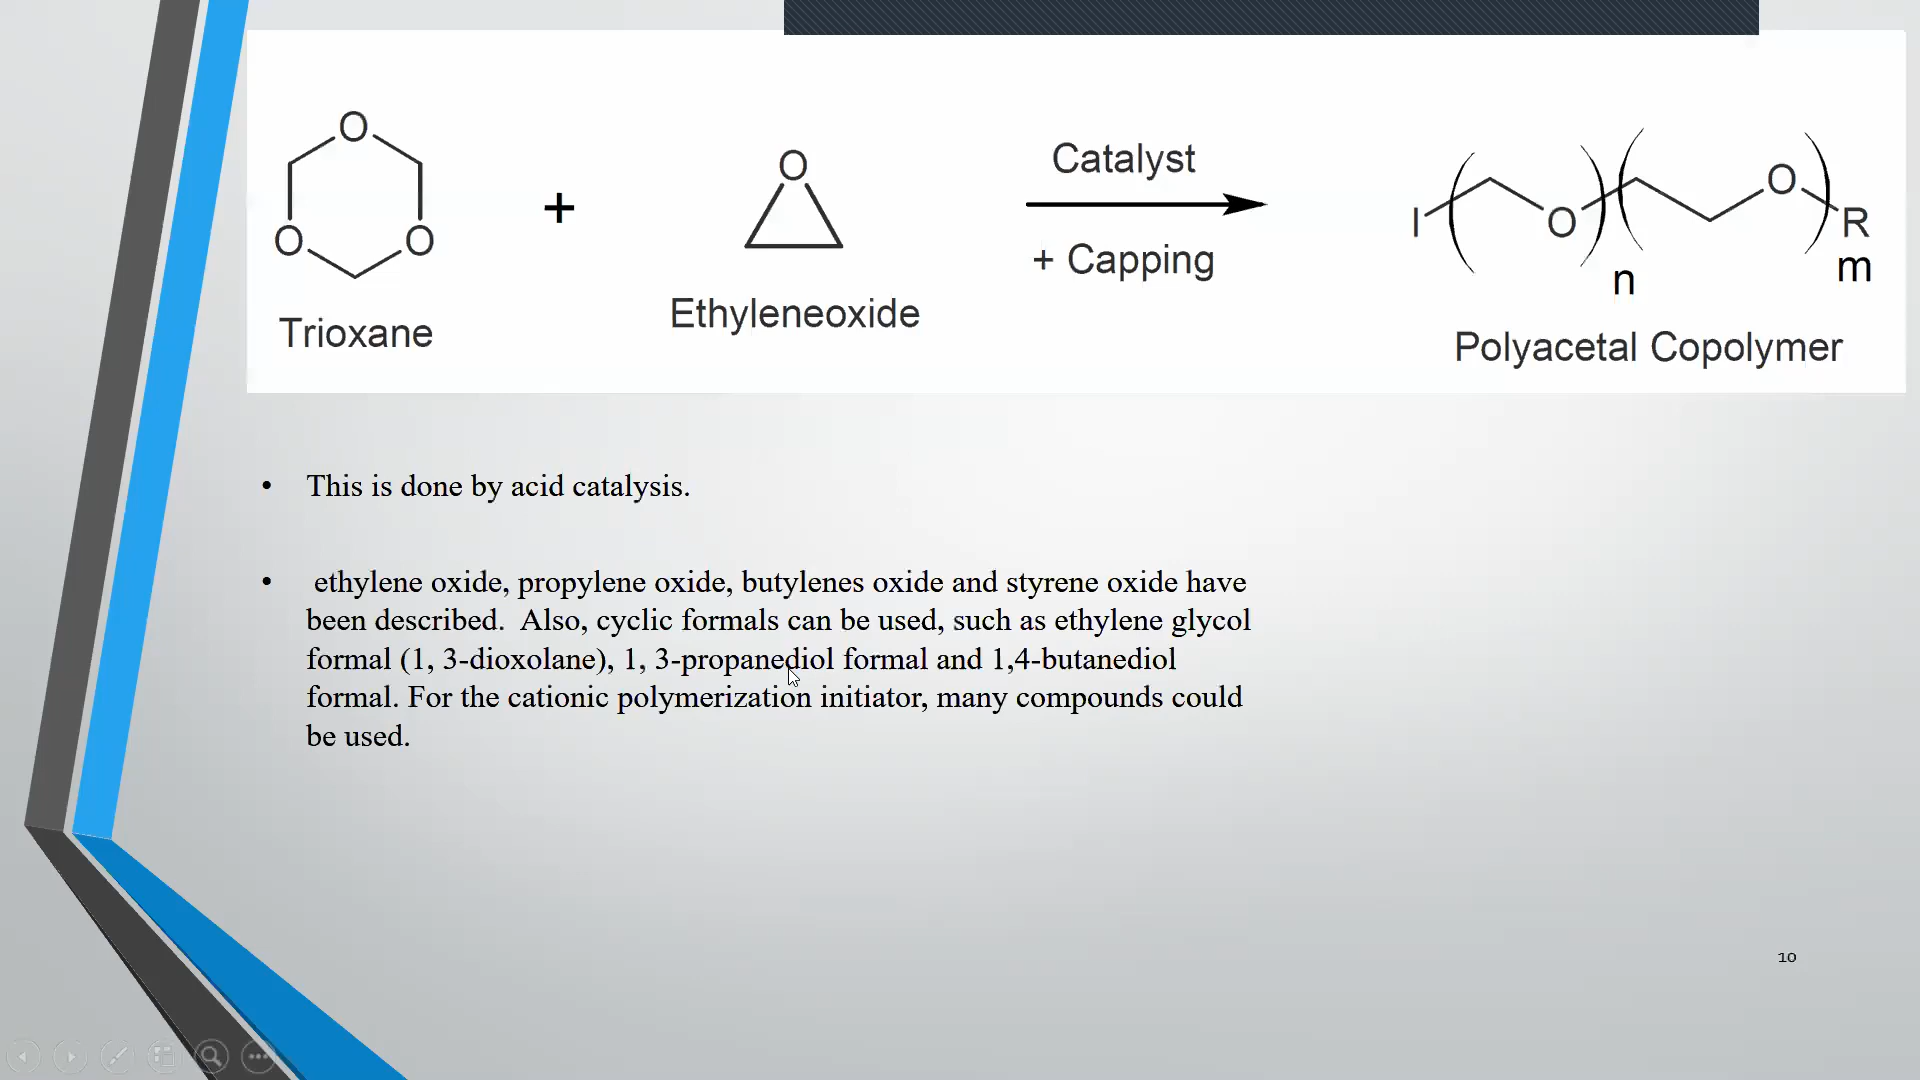 O
O
O
+
O
Catalyst
+ Capping
I
O
n
O
R
m
Trioxane
Ethyleneoxide
Polyacetal Copolymer
• This is done by acid catalysis.
• ethylene oxide, propylene oxide, butylenes oxide and styrene oxide have
been described.  Also, cyclic formals can be used, such as ethylene glycol
formal (1, 3-dioxolane), 1, 3-propanediol formal and 1,4-butanediol
formal. For the cationic polymerization initiator, many compounds could
be used.
10